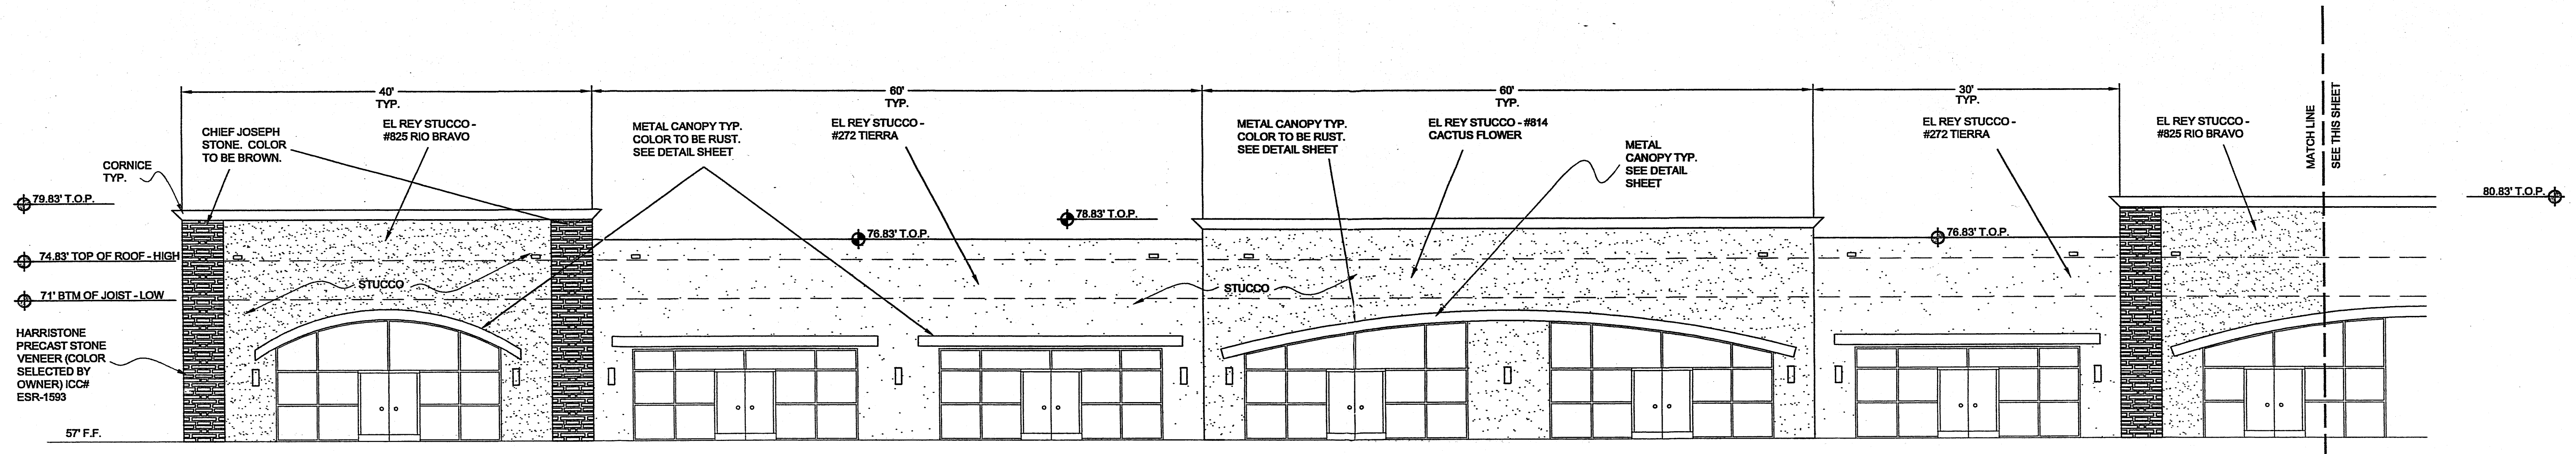 40'
TYP.
60'
TYP.
60'
TYP.
30'
TYP.
MATCH LINE
SEE THIS SHEET
CORNICE
TYP.
CHIEF JOSEPH
STONE. COLOR
TO BE BROWN.
EL REY STUCCO -
#825 RIO BRAVO
METAL CANOPY TYP.
COLOR TO BE RUST.
SEE DETAIL SHEET
EL REY STUCCO -
#272 TIERRA
METAL CANOPY TYP.
COLOR TO BE RUST.
SEE DETAIL SHEET
EL REY STUCCO - #814
CACTUS FLOWER
METAL
CANOPY TYP.
SEE DETAIL
SHEET
EL REY STUCCO -
#272 TIERRA
EL REY STUCCO -
#825 RIO BRAVO
79.83' T.O.P.
78.83' T.O.P.
76.83' T.O.P.
76.83' T.O.P.
80.83' T.O.P.
74.83' TOP OF ROOF - HIGH
71' BTM OF JOIST - LOW
STUCCO
STUCCO
HARRISTONE
PRECAST STONE
VENEER (COLOR
SELECTED BY
OWNER) ICC#
ESR-1593
57' F.F.